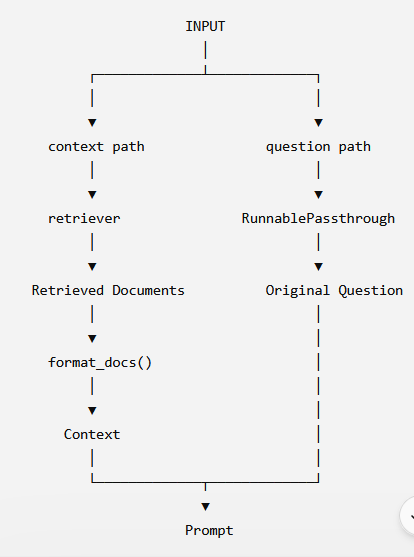 INPUT
context path question path
retriever RunnablePassthrough
Retrieved Documents Original Question
format_docs()
Context
Prompt